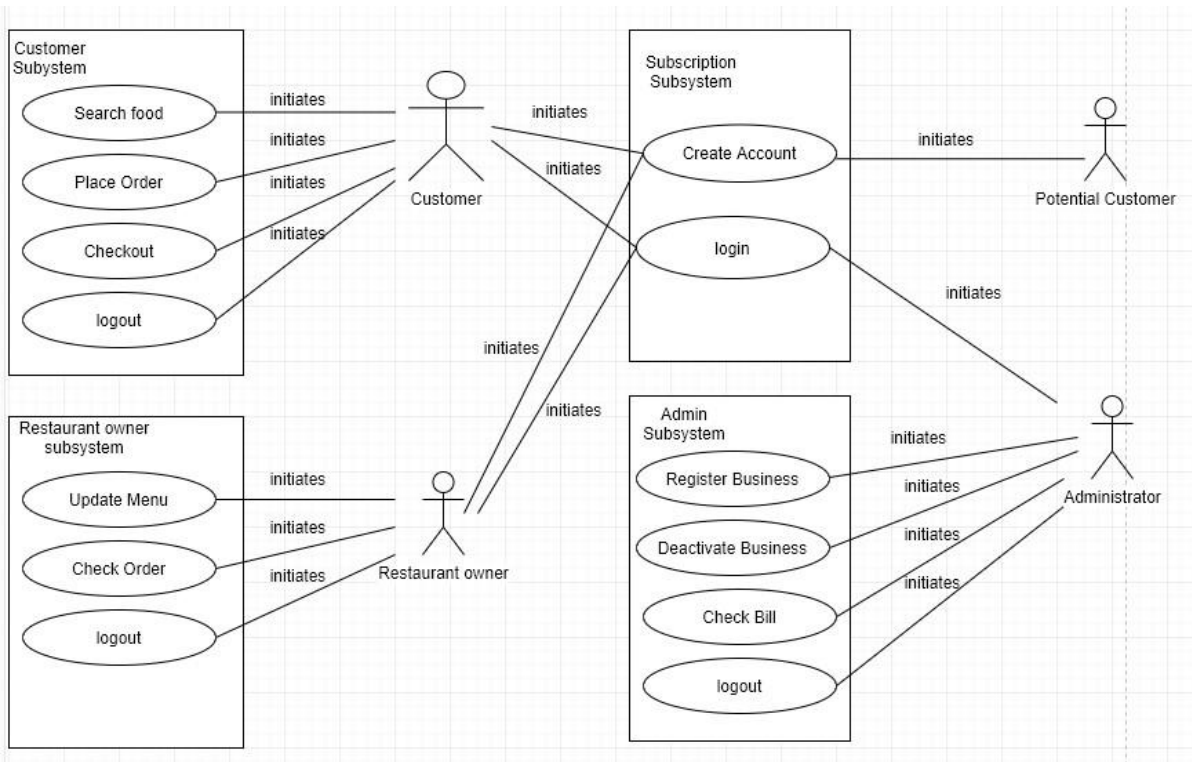 Customer
Subystem
Search food
Place Order
Checkout
logout
initiates
initiates
initiates
initiates
Customer
initiates
initiates
Subscription
Subsystem
Create Account
login
initiates
Potential Customer
initiates
initiates
initiates
Restaurant owner
subsystem
Update Menu
Check Order
logout
initiates
initiates
initiates
Restaurant owner
Admin
Subsystem
Register Business
Deactivate Business
Check Bill
logout
initiates
initiates
initiates
initiates
Administrator